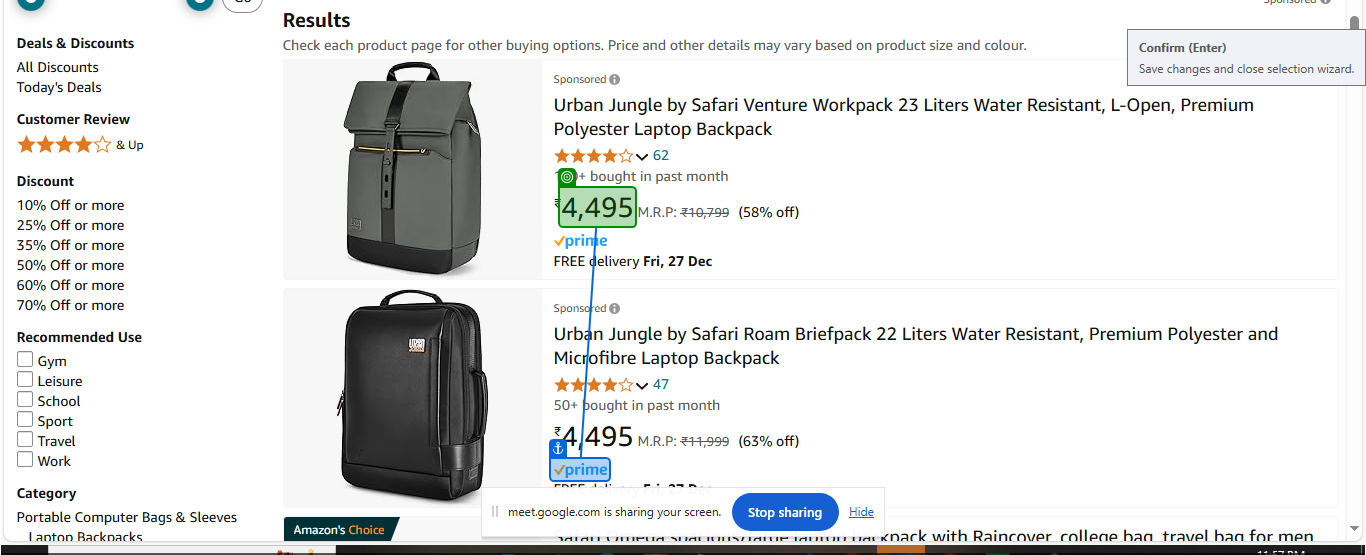 Go
Sponsored
Deals & Discounts
All Discounts
Today's Deals
Customer Review
& Up
Discount
10% Off or more
25% Off or more
35% Off or more
50% Off or more
60% Off or more
70% Off or more
Recommended Use
Gym
Leisure
School
Sport
Travel
Work
Category
Portable Computer Bags & Sleeves
Laptop Backpacks
Results
Check each product page for other buying options. Price and other details may vary based on product size and colour.
Confirm (Enter)
Save changes and close selection wizard.
Sponsored
Urban Jungle by Safari Venture Workpack 23 Liters Water Resistant, L-Open, Premium
Polyester Laptop Backpack
62
bought in past month
₹4,495 M.R.P: ₹10,799 (58% off)
prime
FREE delivery Fri, 27 Dec
URBAN
Sponsored
Urban Jungle by Safari Roam Briefpack 22 Liters Water Resistant, Premium Polyester and
Microfibre Laptop Backpack
47
50+ bought in past month
₹4,495 M.R.P: ₹11,999 (63% off)
prime
FREE delivery Fri, 27 Dec
meet.google.com is sharing your screen.
Stop sharing
Hide
Amazon's Choice
Safari Omega spacious/large laptop backpack with Raincover, college bag, travel bag for men
11:57 PM